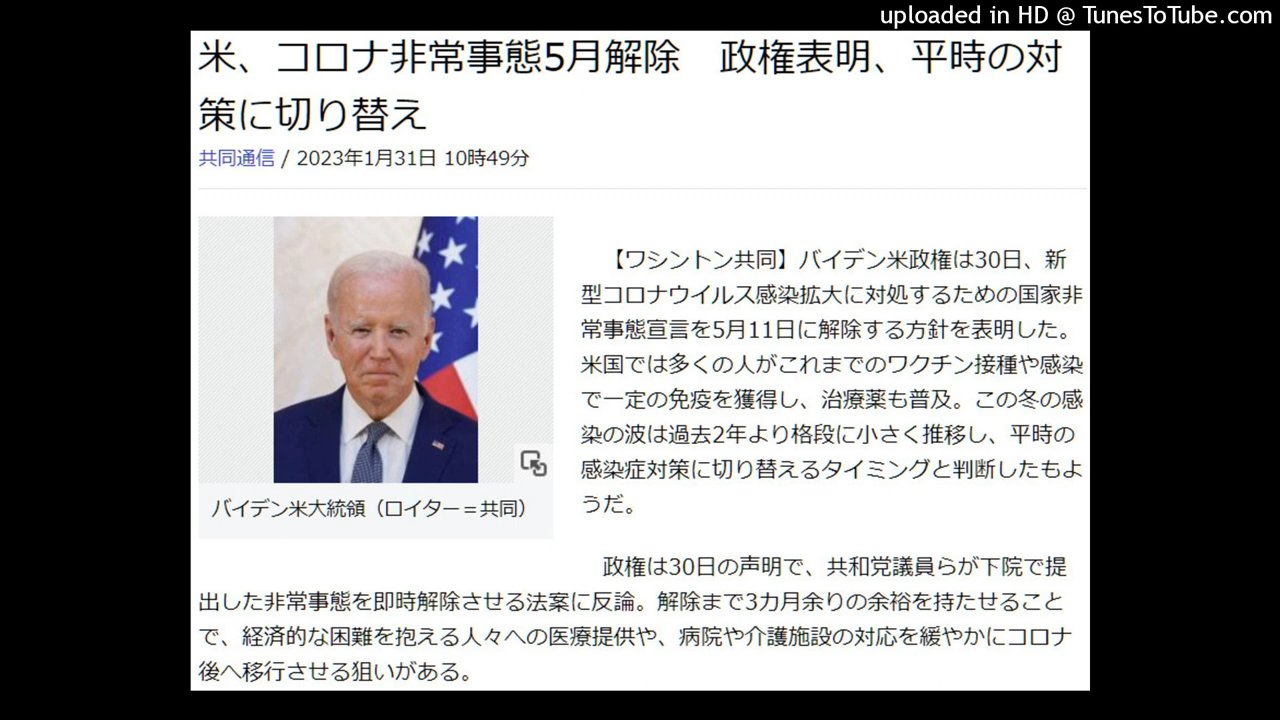 uploaded in HD @ TunesToTube.com
米、コロナ非常事態5月解除　政権表明、平時の対
策に切り替え
共同通信 / 2023年1月31日 10時49分
【ワシントン共同】バイデン米政権は30日、新
型コロナウイルス感染拡大に対処するための国家非
常事態宣言を5月11日に解除する方針を表明した。
米国では多くの人がこれまでのワクチン接種や感染
で一定の免疫を獲得し、治療薬も普及。この冬の感
染の波は過去2年より格段に小さく推移し、平時の
感染症対策に切り替えるタイミングと判断したもよ
うだ。
バイデン米大統領（ロイター＝共同）
政権は30日の声明で、共和党議員らが下院で提
出した非常事態を即時解除させる法案に反論。解除まで3カ月余りの余裕を持たせること
で、経済的な困難を抱える人々への医療提供や、病院や介護施設の対応を緩やかにコロナ
後へ移行させる狙いがある。